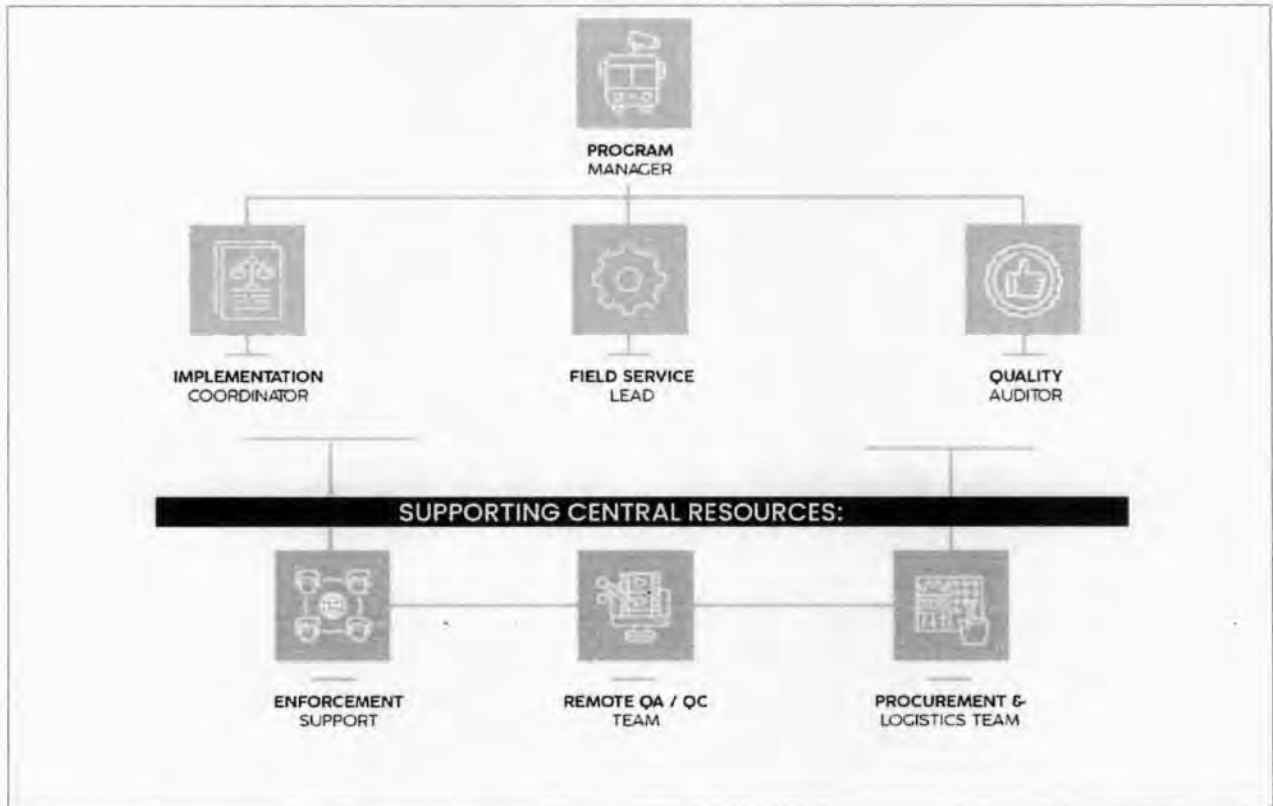 PROGRAM
MANAGER
IMPLEMENTATION
COORDINATOR
FIELD SERVICE
LEAD
QUALITY
AUDITOR
SUPPORTING CENTRAL RESOURCES:
ENFORCEMENT
SUPPORT
REMOTE QA / QC
TEAM
PROCUREMENT &
LOGISTICS TEAM